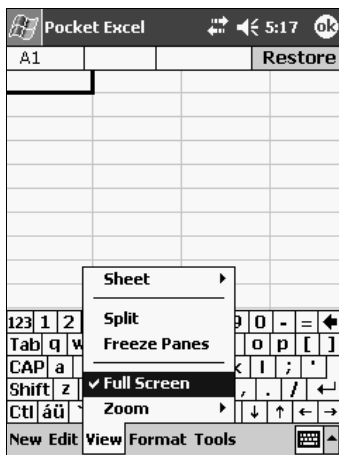 Pocket Excel 5:17 ok
A1 Restore
Sheet
Split
Freeze Panes
Full Screen
Zoom
123 1 2 9 0 - =
Tab q w o p [ ]
CAP a k l ; '
Shift z , . /
Ctl áü `
New Edit View Format Tools